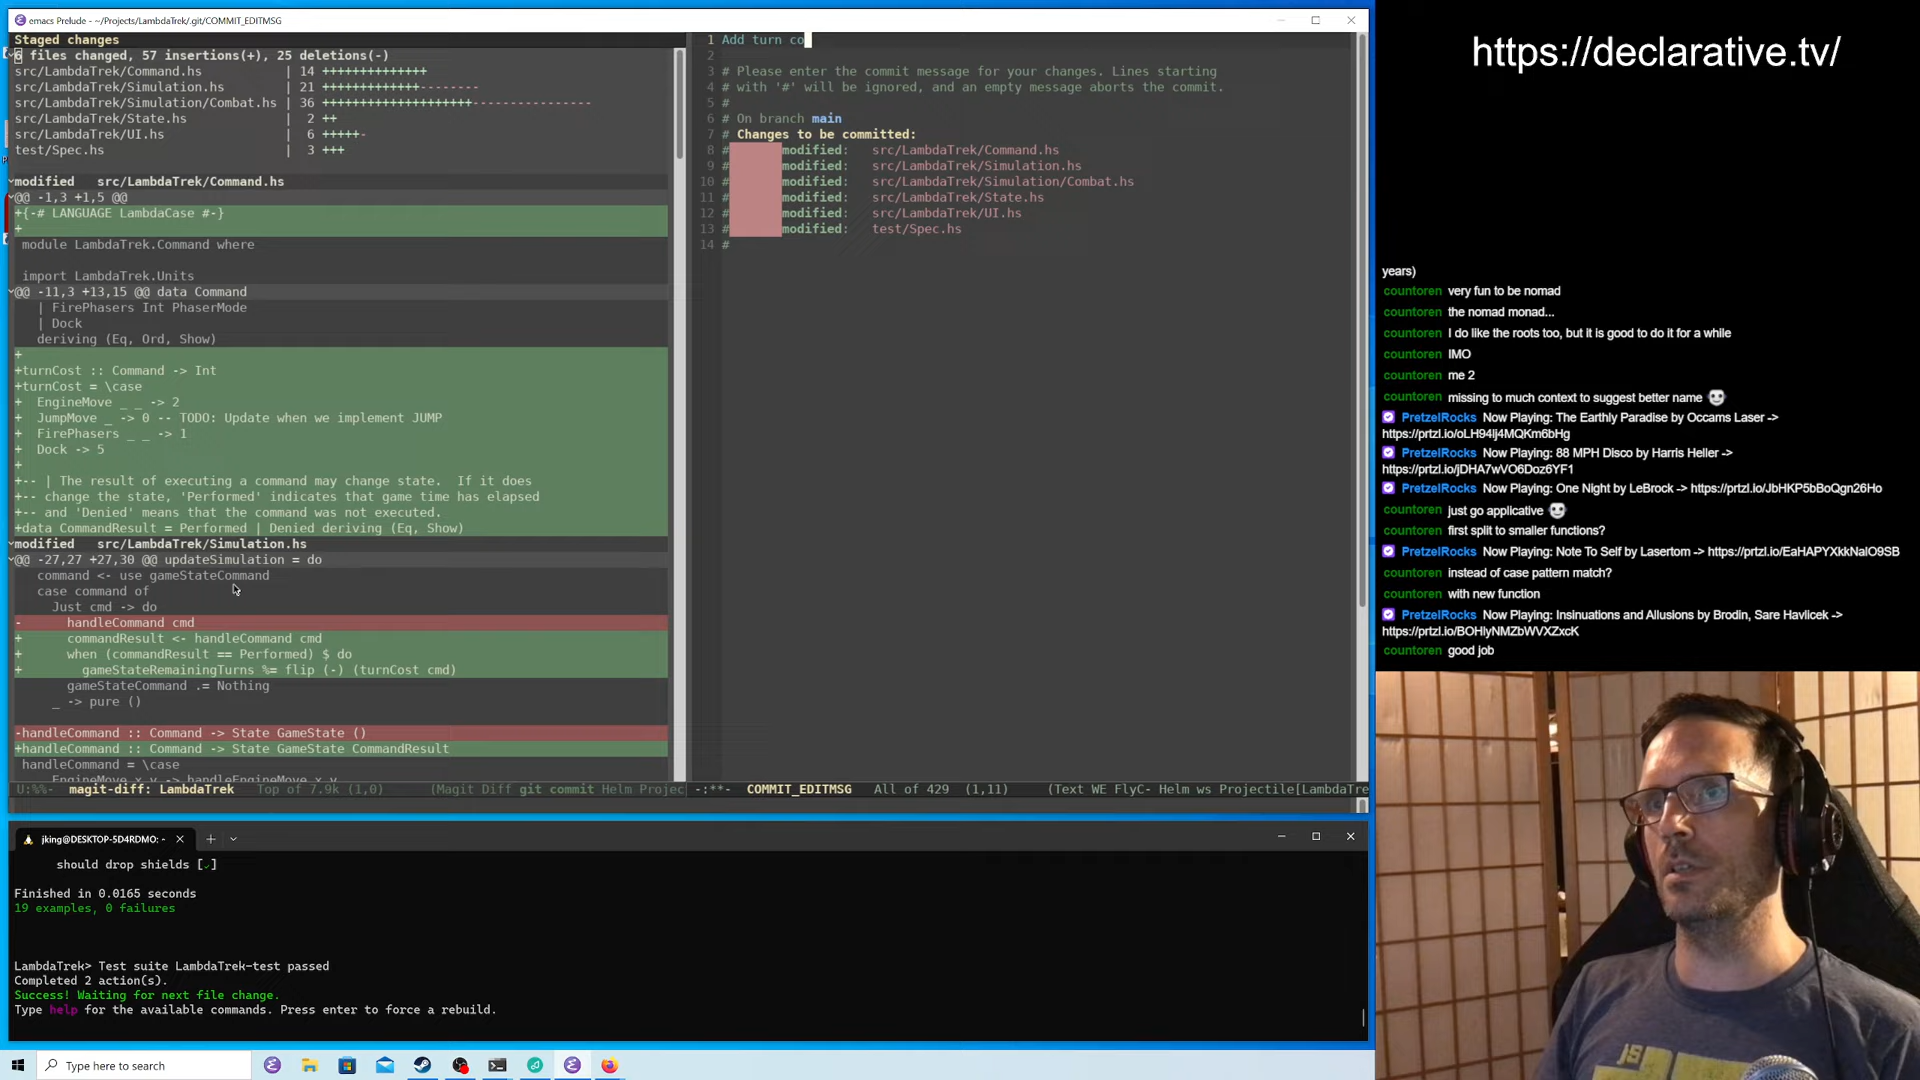 emacs Prelude - ~/Projects/LambdaTrek/.git/COMMIT_EDITMSG
Staged changes
6 files changed, 57 insertions(+), 25 deletions(-)
src/LambdaTrek/Command.hs | 14 ++++++++++++++
src/LambdaTrek/Simulation.hs | 21 +++++++++++++--------
src/LambdaTrek/Simulation/Combat.hs | 36 ++++++++++++++++++++----------------
src/LambdaTrek/State.hs | 2 ++
src/LambdaTrek/UI.hs | 6 +++++-
test/Spec.hs | 3 +++
modified src/LambdaTrek/Command.hs
@@ -1,3 +1,5 @@
+{-# LANGUAGE LambdaCase #-}
+
module LambdaTrek.Command where
import LambdaTrek.Units
@@ -11,3 +13,15 @@ data Command
| FirePhasers Int PhaserMode
| Dock
deriving (Eq, Ord, Show)
+
+turnCost :: Command -> Int
+turnCost = \case
+ EngineMove _ _ -> 2
+ JumpMove _ -> 0 -- TODO: Update when we implement JUMP
+ FirePhasers _ _ -> 1
+ Dock -> 5
+
+-- | The result of executing a command may change state. If it does
+-- change the state, 'Performed' indicates that game time has elapsed
+-- and 'Denied' means that the command was not executed.
+data CommandResult = Performed | Denied deriving (Eq, Show)
modified src/LambdaTrek/Simulation.hs
@@ -27,27 +27,30 @@ updateSimulation = do
command <- use gameStateCommand
case command of
Just cmd -> do
- handleCommand cmd
+ commandResult <- handleCommand cmd
+ when (commandResult == Performed) $ do
+ gameStateRemainingTurns %= flip (-) (turnCost cmd)
gameStateCommand .= Nothing
_ -> pure ()
-handleCommand :: Command -> State GameState ()
+handleCommand :: Command -> State GameState CommandResult
handleCommand = \case
EngineMove x y -> handleEngineMove x y
U:%%- magit-diff: LambdaTrek Top of 7.9k (1,0) (Magit Diff git commit Helm Projec
1 Add turn co
2
3 # Please enter the commit message for your changes. Lines starting
4 # with '#' will be ignored, and an empty message aborts the commit.
5 #
6 # On branch main
7 # Changes to be committed:
8 # modified: src/LambdaTrek/Command.hs
9 # modified: src/LambdaTrek/Simulation.hs
10 # modified: src/LambdaTrek/Simulation/Combat.hs
11 # modified: src/LambdaTrek/State.hs
12 # modified: src/LambdaTrek/UI.hs
13 # modified: test/Spec.hs
14 #
-:**- COMMIT_EDITMSG All of 429 (1,11) (Text WE FlyC- Helm ws Projectile[LambdaTre
jking@DESKTOP-5D4RDMO: ~
should drop shields [✓]
Finished in 0.0165 seconds
19 examples, 0 failures
LambdaTrek> Test suite LambdaTrek-test passed
Completed 2 action(s).
Success! Waiting for next file change.
Type help for the available commands. Press enter to force a rebuild.
Type here to search
https://declarative.tv/
years)
countoren very fun to be nomad
countoren the nomad monad...
countoren I do like the roots too, but it is good to do it for a while
countoren IMO
countoren me 2
countoren missing to much context to suggest better name
PretzelRocks Now Playing: The Earthly Paradise by Occams Laser ->
https://prtzl.io/oLH94lj4MQKm6bHg
PretzelRocks Now Playing: 88 MPH Disco by Harris Heller ->
https://prtzl.io/jDHA7wVO6Doz6YF1
PretzelRocks Now Playing: One Night by LeBrock -> https://prtzl.io/JbHKP5bBoQgn26Ho
countoren just go applicative
countoren first split to smaller functions?
PretzelRocks Now Playing: Note To Self by Lasertom -> https://prtzl.io/EaHAPYXkkNalO9SB
countoren instead of case pattern match?
countoren with new function
PretzelRocks Now Playing: Insinuations and Allusions by Brodin, Sare Havlicek ->
https://prtzl.io/BOHlyNMZbWVXZxcK
countoren good job